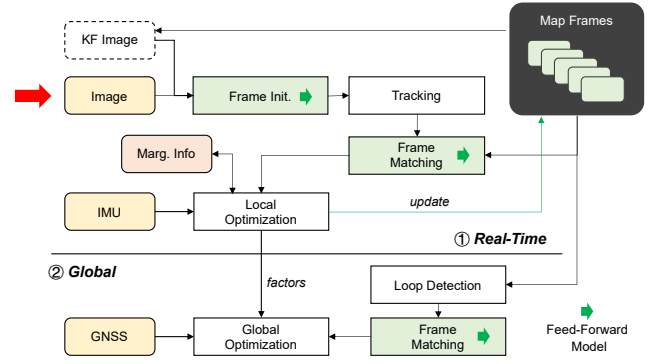 Map Frames
KF Image
Image
Frame Init.
Tracking
Marg. Info
Frame
Matching
IMU
Local
Optimization
update
① Real-Time
② Global
factors
Loop Detection
GNSS
Global
Optimization
Frame
Matching
Feed-Forward
Model